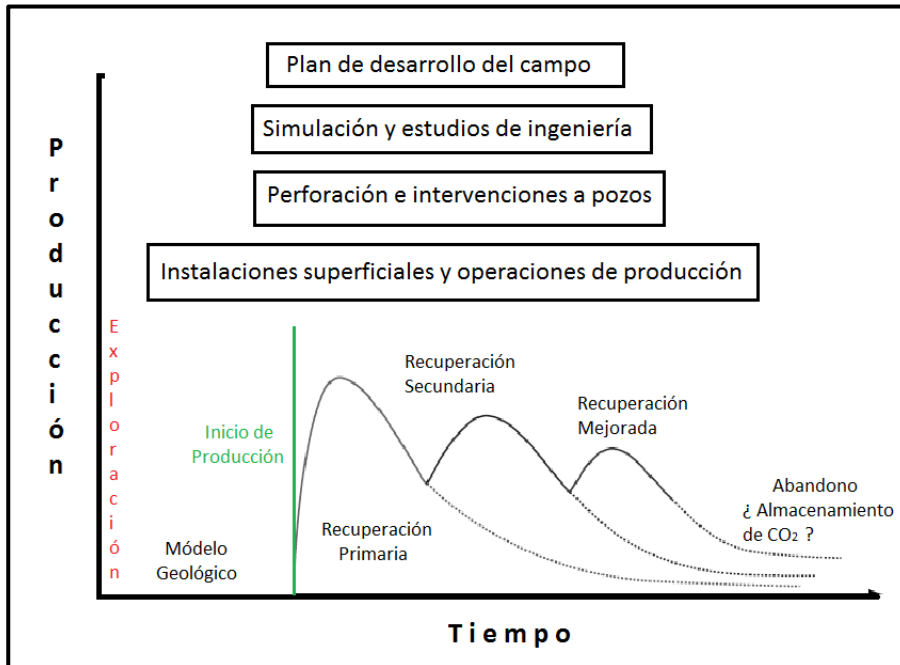 Plan de desarrollo del campo
Simulación y estudios de ingeniería
Perforación e intervenciones a pozos
Instalaciones superficiales y operaciones de producción
Producción
Exploración
Inicio de
Producción
Módelo
Geológico
Recuperación
Primaria
Recuperación
Secundaria
Recuperación
Mejorada
Abandono
¿ Almacenamiento
de CO₂ ?
Tiempo